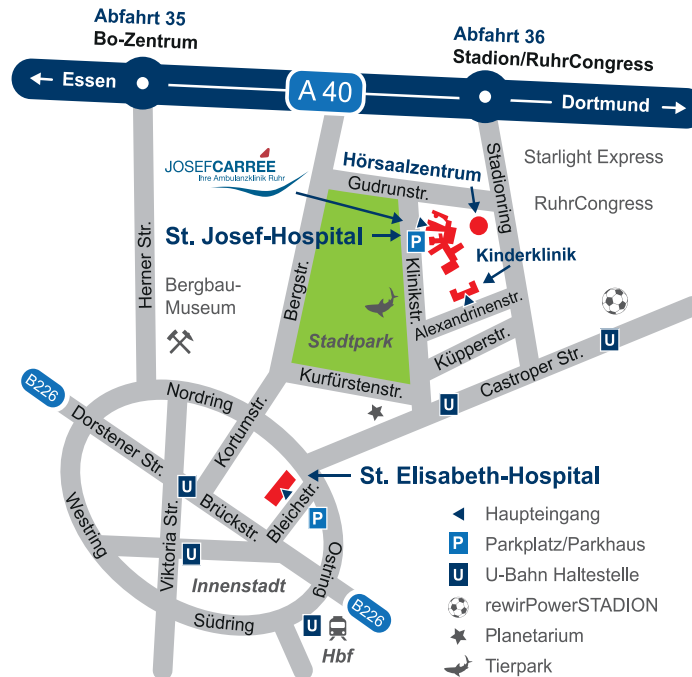 Abfahrt 35
Bo-Zentrum
Abfahrt 36
Stadion/RuhrCongress
Essen
A 40
Dortmund
JOSEFCARRÉE
Ihre Ambulanzklinik Ruhr
Hörsaalzentrum
Gudrunstr.
Stadionring
Starlight Express
RuhrCongress
St. Josef-Hospital
P
Kinderklinik
Herner Str.
Bergbau-
Museum
Bergstr.
Klinikstr.
Stadtpark
Alexandrinenstr.
Küpperstr.
Castroper Str.
U
Kurfürstenstr.
U
B226
Nordring
Dorstener Str.
Kortumstr.
St. Elisabeth-Hospital
U
Brückstr.
Bleichstr.
P
Westring
Viktoria Str.
U
Innenstadt
Ostring
B226
Südring
U
Hbf
Haupteingang
P Parkplatz/Parkhaus
U U-Bahn Haltestelle
rewirPowerSTADION
Planetarium
Tierpark